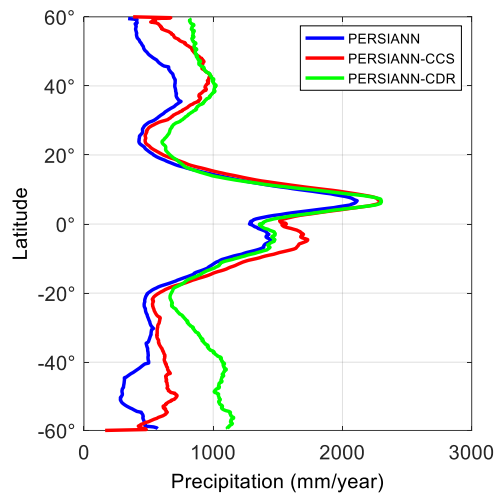 60°
40°
20°
0°
-20°
-40°
-60°
Latitude
PERSIANN
PERSIANN-CCS
PERSIANN-CDR
0
1000
2000
3000
Precipitation (mm/year)